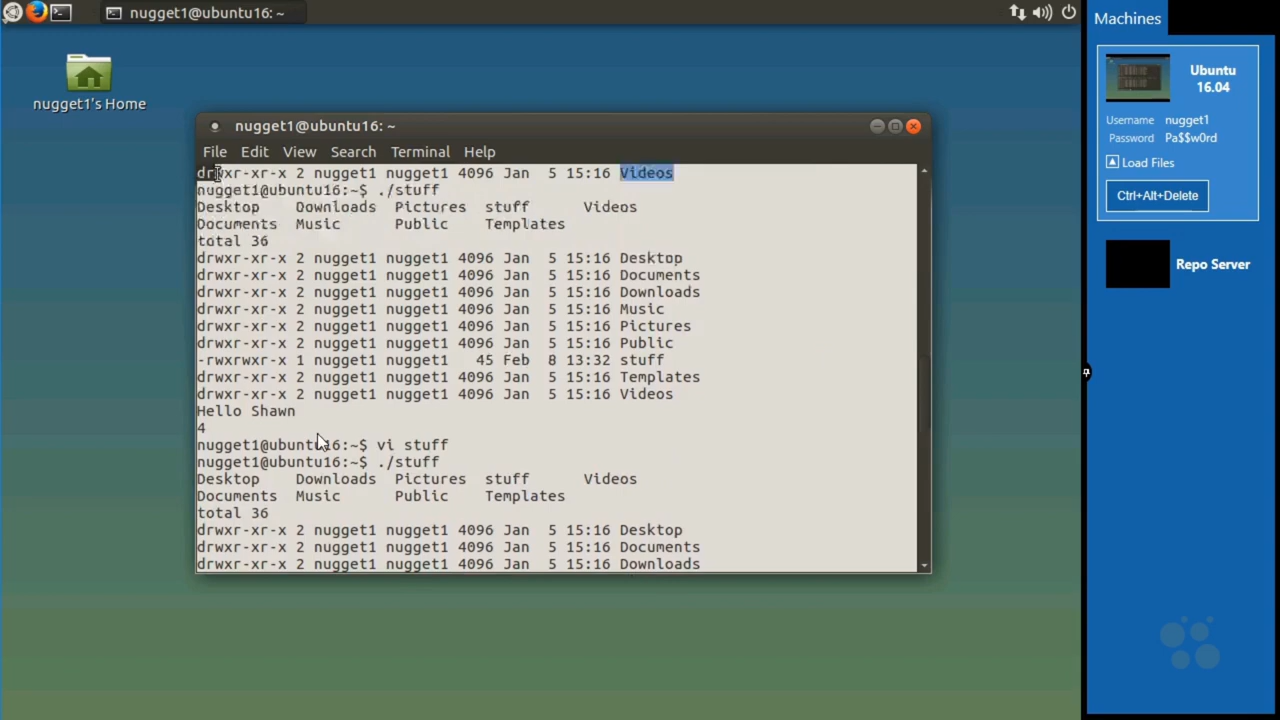 nugget1@ubuntu16: ~
Machines
nugget1's Home
Ubuntu
16.04
Username nugget1
Password Pa$$w0rd
Load Files
Ctrl+Alt+Delete
Repo Server
nugget1@ubuntu16: ~
File Edit View Search Terminal Help
drwxr-xr-x 2 nugget1 nugget1 4096 Jan  5 15:16 Videos
nugget1@ubuntu16:~$ ./stuff
Desktop    Downloads  Pictures  stuff      Videos
Documents  Music      Public    Templates
total 36
drwxr-xr-x 2 nugget1 nugget1 4096 Jan  5 15:16 Desktop
drwxr-xr-x 2 nugget1 nugget1 4096 Jan  5 15:16 Documents
drwxr-xr-x 2 nugget1 nugget1 4096 Jan  5 15:16 Downloads
drwxr-xr-x 2 nugget1 nugget1 4096 Jan  5 15:16 Music
drwxr-xr-x 2 nugget1 nugget1 4096 Jan  5 15:16 Pictures
drwxr-xr-x 2 nugget1 nugget1 4096 Jan  5 15:16 Public
-rwxrwxr-x 1 nugget1 nugget1   45 Feb  8 13:32 stuff
drwxr-xr-x 2 nugget1 nugget1 4096 Jan  5 15:16 Templates
drwxr-xr-x 2 nugget1 nugget1 4096 Jan  5 15:16 Videos
Hello Shawn
4
nugget1@ubuntu16:~$ vi stuff
nugget1@ubuntu16:~$ ./stuff
Desktop    Downloads  Pictures  stuff      Videos
Documents  Music      Public    Templates
total 36
drwxr-xr-x 2 nugget1 nugget1 4096 Jan  5 15:16 Desktop
drwxr-xr-x 2 nugget1 nugget1 4096 Jan  5 15:16 Documents
drwxr-xr-x 2 nugget1 nugget1 4096 Jan  5 15:16 Downloads